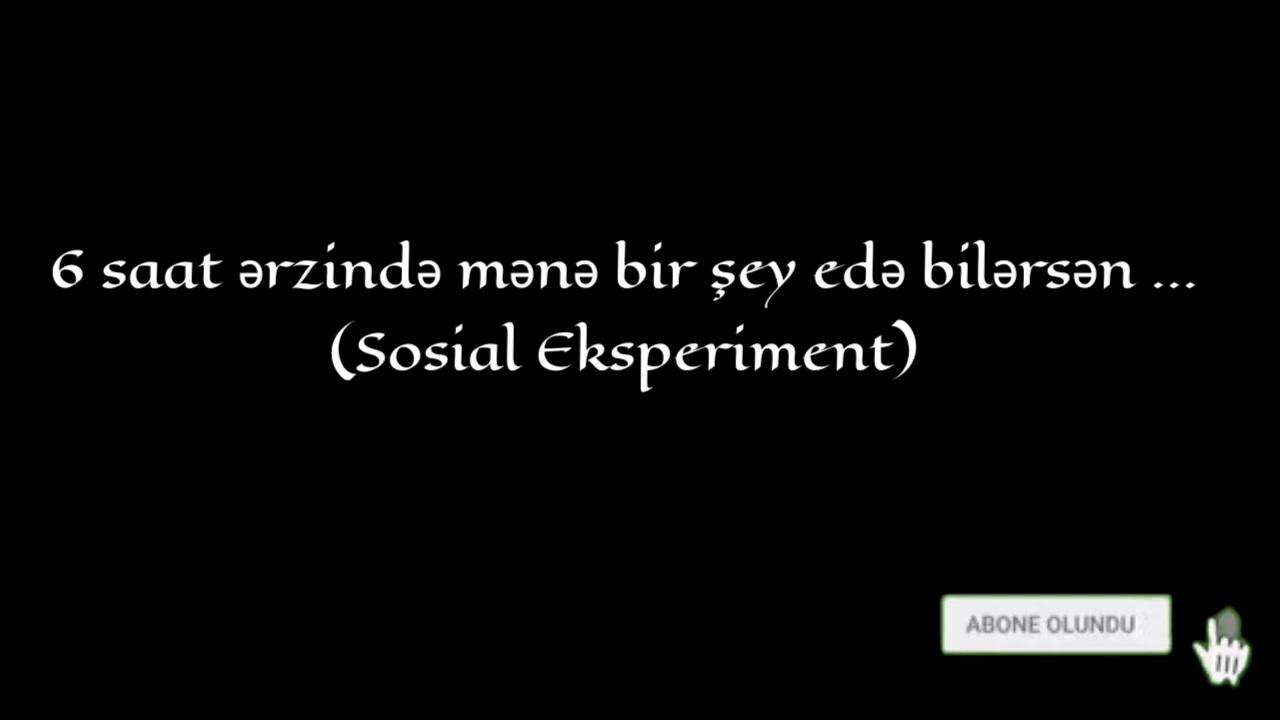 6 saat ərzində mənə bir şey edə bilərsən ...
(Sosial Eksperiment)
ABONE OLUNDU